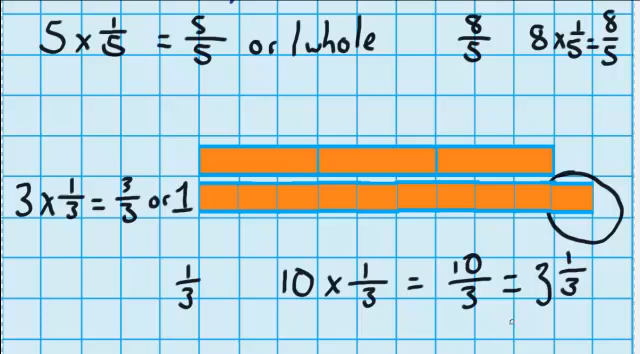 5 × 1/5 = 5/5 or 1 whole 8/5 8 × 1/5 = 8/5
3 × 1/3 = 3/3 or 1
1/3 10 × 1/3 = 10/3 = 3 1/3